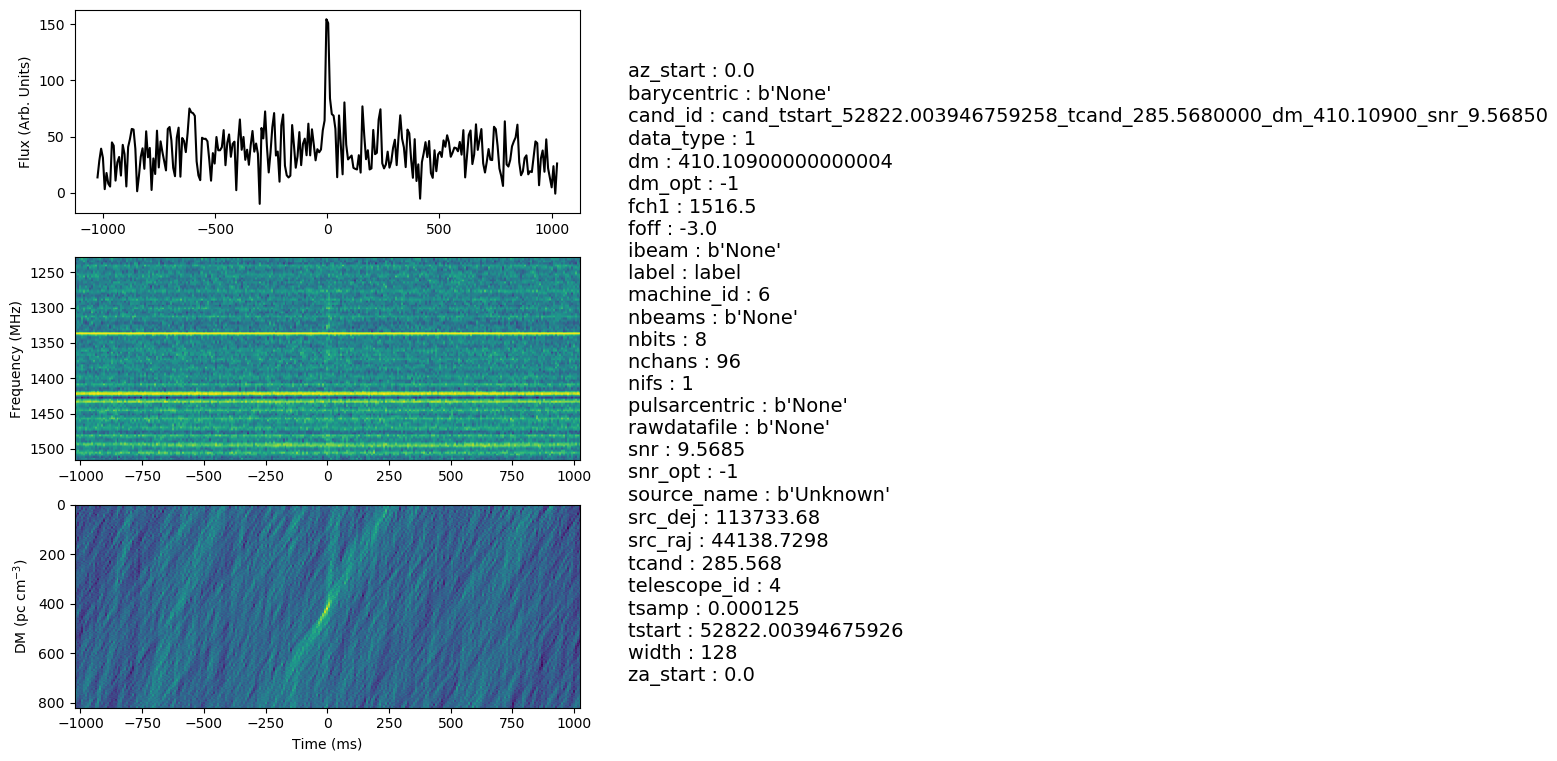 150
100
50
0
Flux (Arb. Units)
−1000 −500 0 500 1000
1250
1300
1350
1400
1450
1500
Frequency (MHz)
−1000 −750 −500 −250 0 250 500 750 1000
0
200
400
600
800
DM (pc cm⁻³)
−1000 −750 −500 −250 0 250 500 750 1000
Time (ms)
az_start : 0.0
barycentric : b'None'
cand_id : cand_tstart_52822.003946759258_tcand_285.5680000_dm_410.10900_snr_9.56850
data_type : 1
dm : 410.10900000000004
dm_opt : -1
fch1 : 1516.5
foff : -3.0
ibeam : b'None'
label : label
machine_id : 6
nbeams : b'None'
nbits : 8
nchans : 96
nifs : 1
pulsarcentric : b'None'
rawdatafile : b'None'
snr : 9.5685
snr_opt : -1
source_name : b'Unknown'
src_dej : 113733.68
src_raj : 44138.7298
tcand : 285.568
telescope_id : 4
tsamp : 0.000125
tstart : 52822.00394675926
width : 128
za_start : 0.0